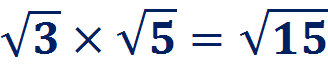 √3 × √5 = √15